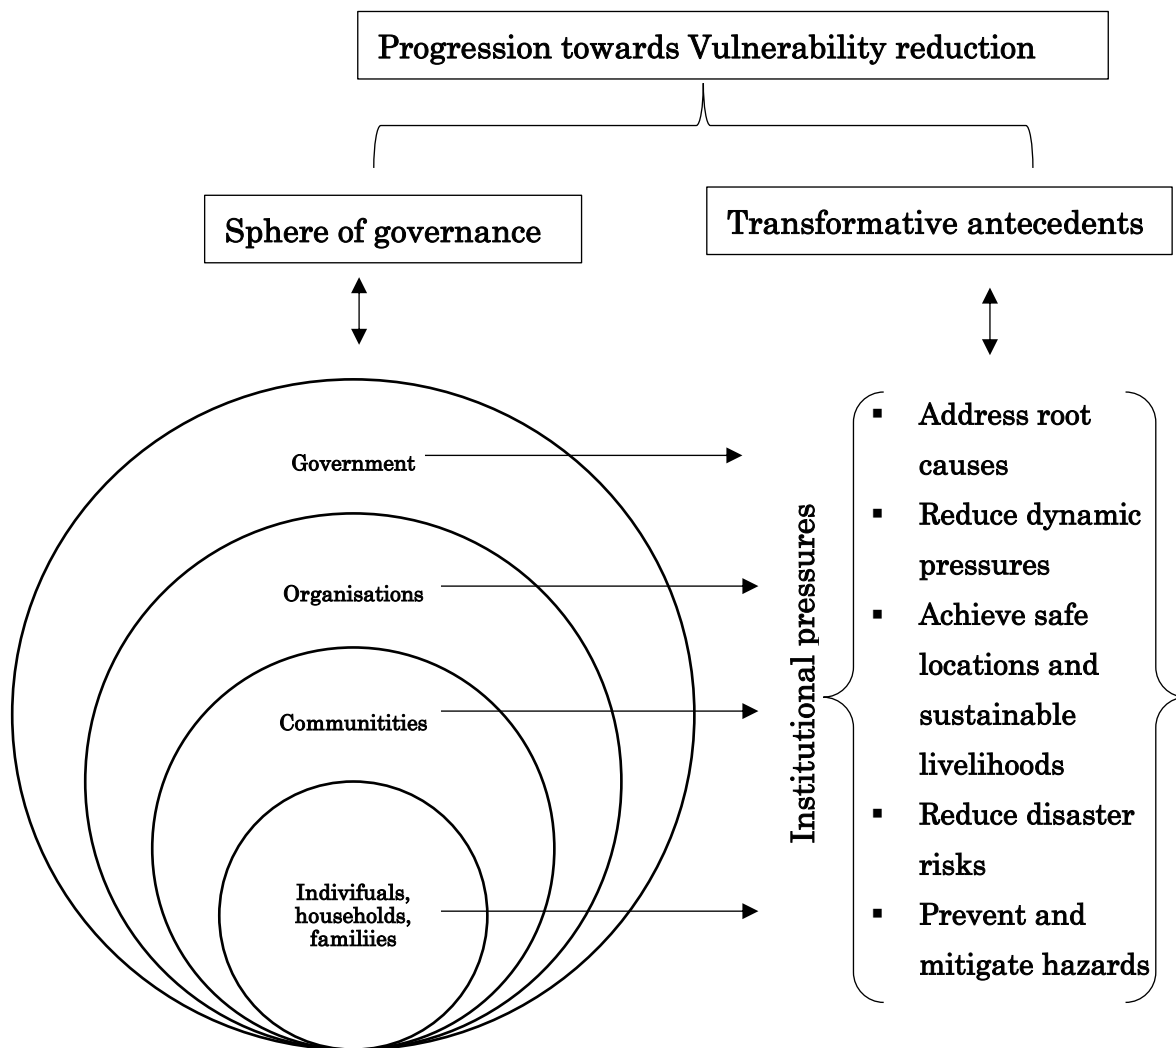 Progression towards Vulnerability reduction
Sphere of governance
Transformative antecedents
Government
Organisations
Communitities
Indivifuals,
households,
familiies
Institutional pressures
▪ Address root
causes
▪ Reduce dynamic
pressures
▪ Achieve safe
locations and
sustainable
livelihoods
▪ Reduce disaster
risks
▪ Prevent and
mitigate hazards